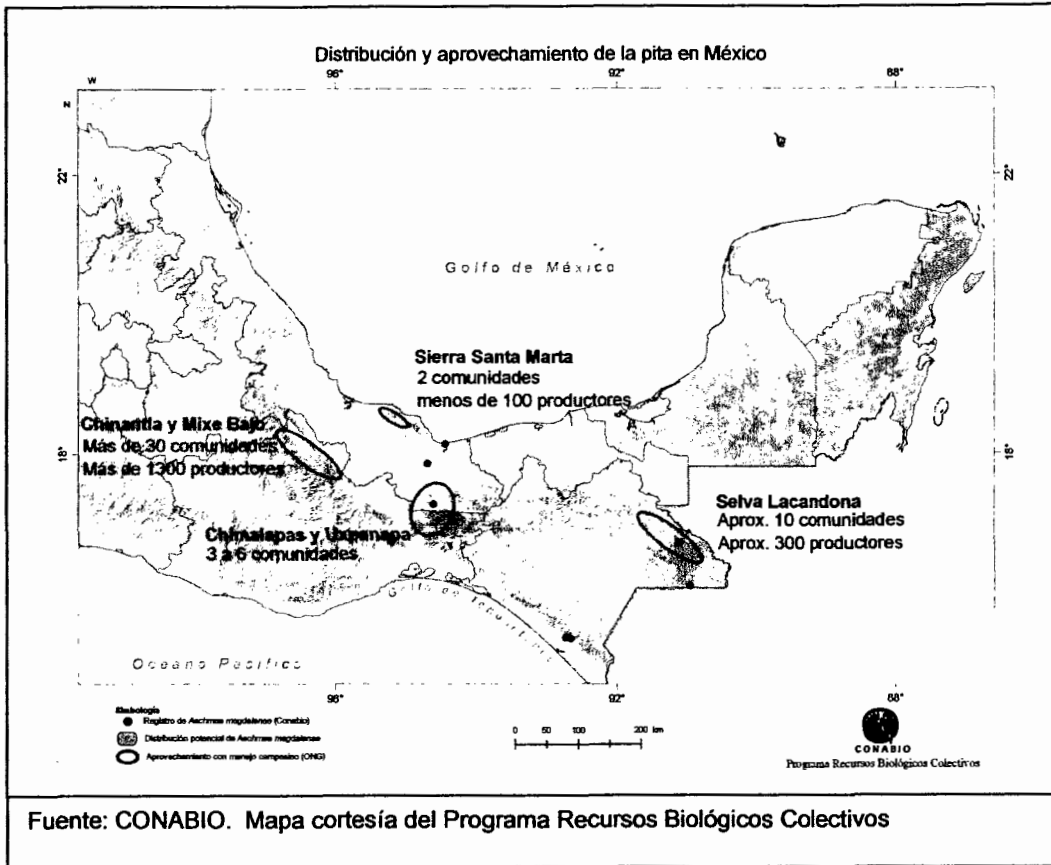 Distribución y aprovechamiento de la pita en México
W
96°
92°
88°
N
22°
22°
Golfo de México
Sierra Santa Marta
2 comunidades
menos de 100 productores
Chinantla y Mixe Bajo
Más de 30 comunidades
Más de 1300 productores
18°
18°
Selva Lacandona
Aprox. 10 comunidades
Aprox. 300 productores
Chimalapas y Uxpanapa
3 a 6 comunidades
Golfo de Tehuantepec
Oceano Pacifico
96°
92°
88°
Simbología
Registro de Aechmea magdalenae (Conabio)
Distribución potencial de Aechmea magdalenae
Aprovechamiento con manejo campesino (ONG)
0 50 100 200 km
CONABIO
Programa Recursos Biológicos Colectivos
Fuente: CONABIO. Mapa cortesía del Programa Recursos Biológicos Colectivos